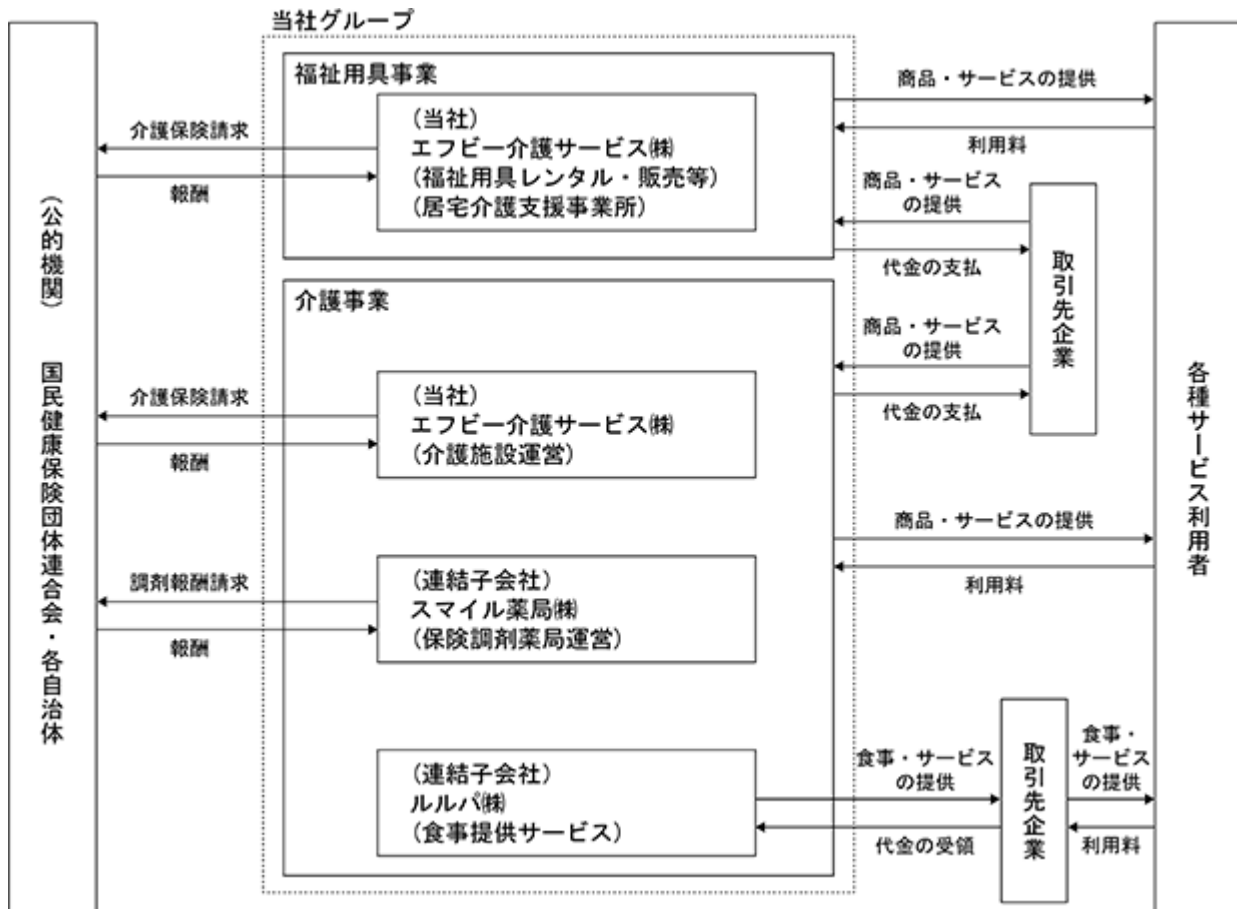 当社グループ
(公的機関) 国民健康保険団体連合会・各自治体
介護保険請求
報酬
福祉用具事業
(当社)
エフビー介護サービス㈱
(福祉用具レンタル・販売等)
(居宅介護支援事業所)
商品・サービスの提供
利用料
商品・サービス
の提供
代金の支払
取引先企業
介護事業
商品・サービス
の提供
代金の支払
介護保険請求
報酬
(当社)
エフビー介護サービス㈱
(介護施設運営)
各種サービス利用者
商品・サービスの提供
利用料
調剤報酬請求
報酬
(連結子会社)
スマイル薬局㈱
(保険調剤薬局運営)
(連結子会社)
ルルパ㈱
(食事提供サービス)
食事・サービス
の提供
代金の受領
取引先企業
食事・
サービス
の提供
利用料